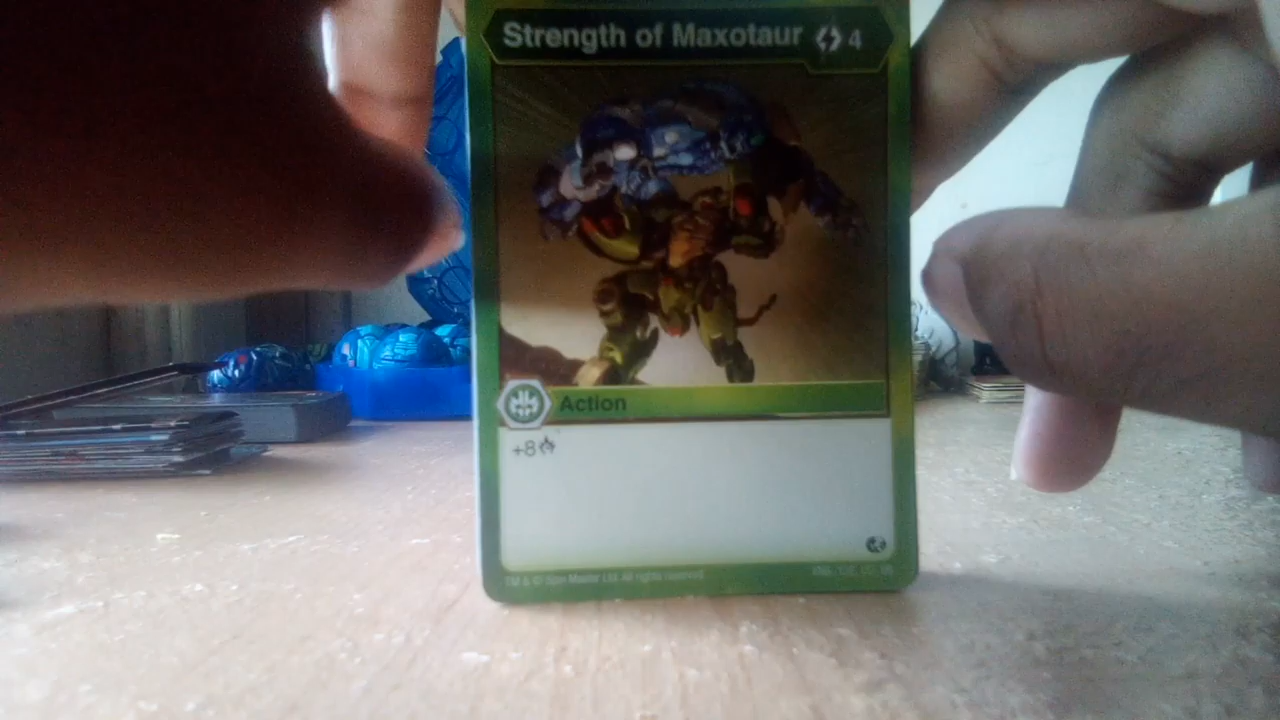 Strength of Maxotaur 4
Action
+8
TM & © Spin Master Ltd. All rights reserved.